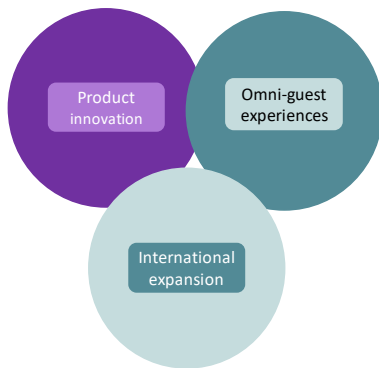 Product
innovation
Omni-guest
experiences
International
expansion